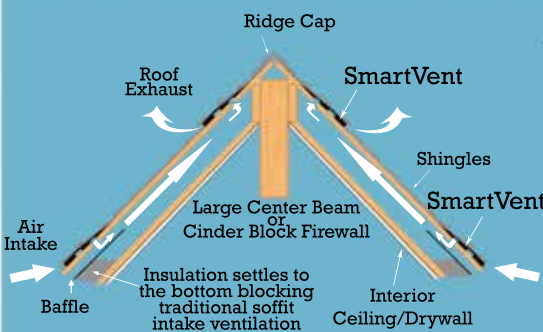 Ridge Cap
Roof
Exhaust
SmartVent
Shingles
SmartVent
Large Center Beam
or
Cinder Block Firewall
Air
Intake
Baffle
Insulation settles to
the bottom blocking
traditional soffit
intake ventilation
Interior
Ceiling/Drywall